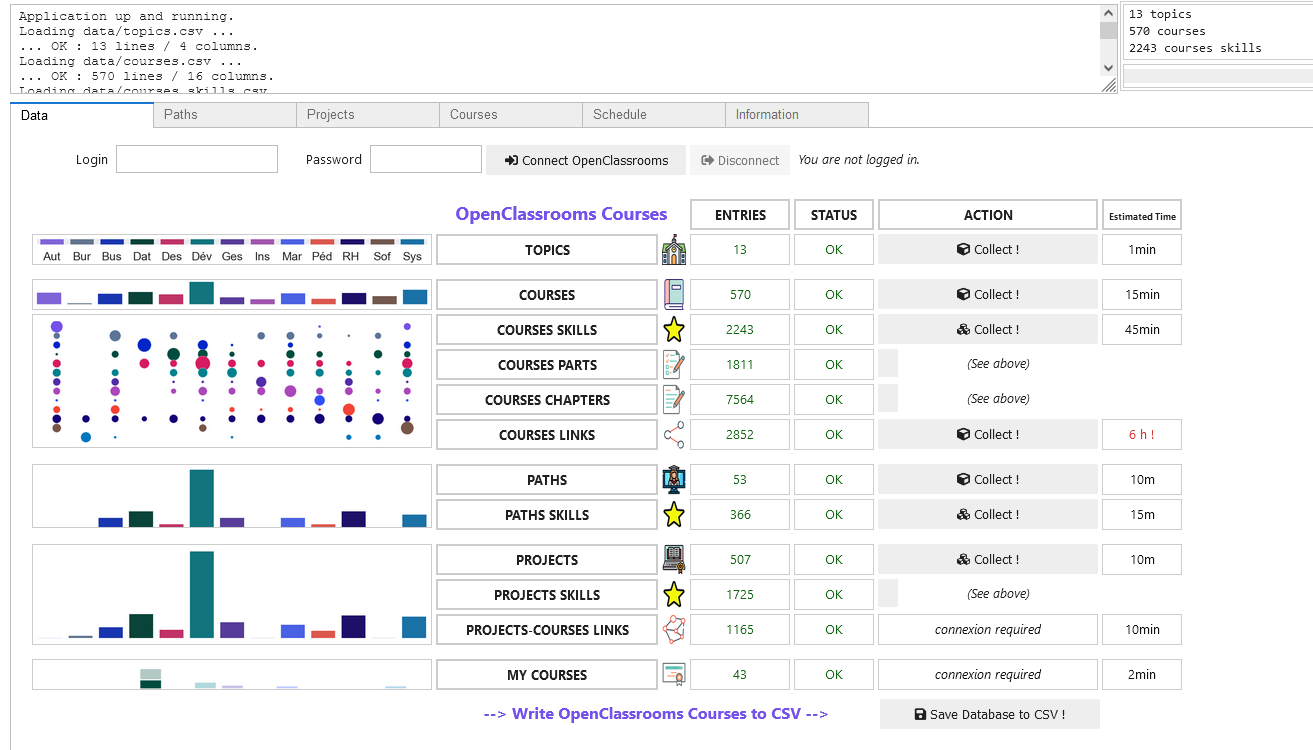 Application up and running.
Loading data/topics.csv ...
... OK : 13 lines / 4 columns.
Loading data/courses.csv ...
... OK : 570 lines / 16 columns.
Loading data/courses skills.csv
13 topics
570 courses
2243 courses skills
Data Paths Projects Courses Schedule Information
Login Password Connect OpenClassrooms Disconnect You are not logged in.
OpenClassrooms Courses ENTRIES STATUS ACTION Estimated Time
Aut Bur Bus Dat Des Dév Ges Ins Mar Péd RH Sof Sys
TOPICS 13 OK Collect ! 1min
COURSES 570 OK Collect ! 15min
COURSES SKILLS 2243 OK Collect ! 45min
COURSES PARTS 1811 OK (See above)
COURSES CHAPTERS 7564 OK (See above)
COURSES LINKS 2852 OK Collect ! 6 h !
PATHS 53 OK Collect ! 10m
PATHS SKILLS 366 OK Collect ! 15m
PROJECTS 507 OK Collect ! 10m
PROJECTS SKILLS 1725 OK (See above)
PROJECTS-COURSES LINKS 1165 OK connexion required 10min
MY COURSES 43 OK connexion required 2min
--> Write OpenClassrooms Courses to CSV --> Save Database to CSV !